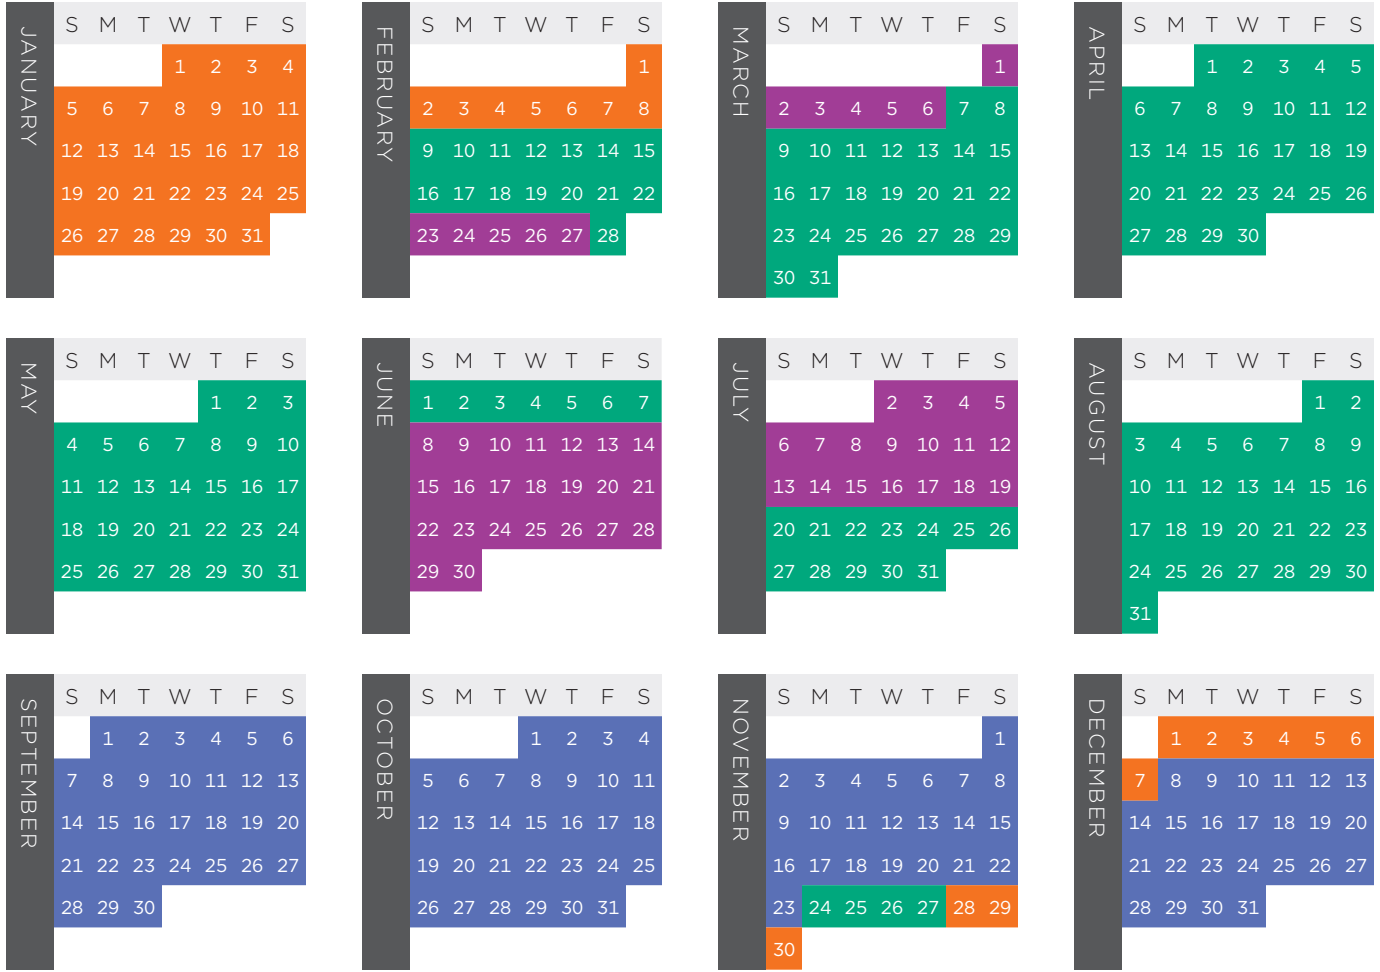 JANUARY
S M T W T F S
1 2 3 4
5 6 7 8 9 10 11
12 13 14 15 16 17 18
19 20 21 22 23 24 25
26 27 28 29 30 31
FEBRUARY
S M T W T F S
1
2 3 4 5 6 7 8
9 10 11 12 13 14 15
16 17 18 19 20 21 22
23 24 25 26 27 28
MARCH
S M T W T F S
1
2 3 4 5 6 7 8
9 10 11 12 13 14 15
16 17 18 19 20 21 22
23 24 25 26 27 28 29
30 31
APRIL
S M T W T F S
1 2 3 4 5
6 7 8 9 10 11 12
13 14 15 16 17 18 19
20 21 22 23 24 25 26
27 28 29 30
MAY
S M T W T F S
1 2 3
4 5 6 7 8 9 10
11 12 13 14 15 16 17
18 19 20 21 22 23 24
25 26 27 28 29 30 31
JUNE
S M T W T F S
1 2 3 4 5 6 7
8 9 10 11 12 13 14
15 16 17 18 19 20 21
22 23 24 25 26 27 28
29 30
JULY
S M T W T F S
2 3 4 5
6 7 8 9 10 11 12
13 14 15 16 17 18 19
20 21 22 23 24 25 26
27 28 29 30 31
AUGUST
S M T W T F S
1 2
3 4 5 6 7 8 9
10 11 12 13 14 15 16
17 18 19 20 21 22 23
24 25 26 27 28 29 30
31
SEPTEMBER
S M T W T F S
1 2 3 4 5 6
7 8 9 10 11 12 13
14 15 16 17 18 19 20
21 22 23 24 25 26 27
28 29 30
OCTOBER
S M T W T F S
1 2 3 4
5 6 7 8 9 10 11
12 13 14 15 16 17 18
19 20 21 22 23 24 25
26 27 28 29 30 31
NOVEMBER
S M T W T F S
1
2 3 4 5 6 7 8
9 10 11 12 13 14 15
16 17 18 19 20 21 22
23 24 25 26 27 28 29
30
DECEMBER
S M T W T F S
1 2 3 4 5 6
7 8 9 10 11 12 13
14 15 16 17 18 19 20
21 22 23 24 25 26 27
28 29 30 31